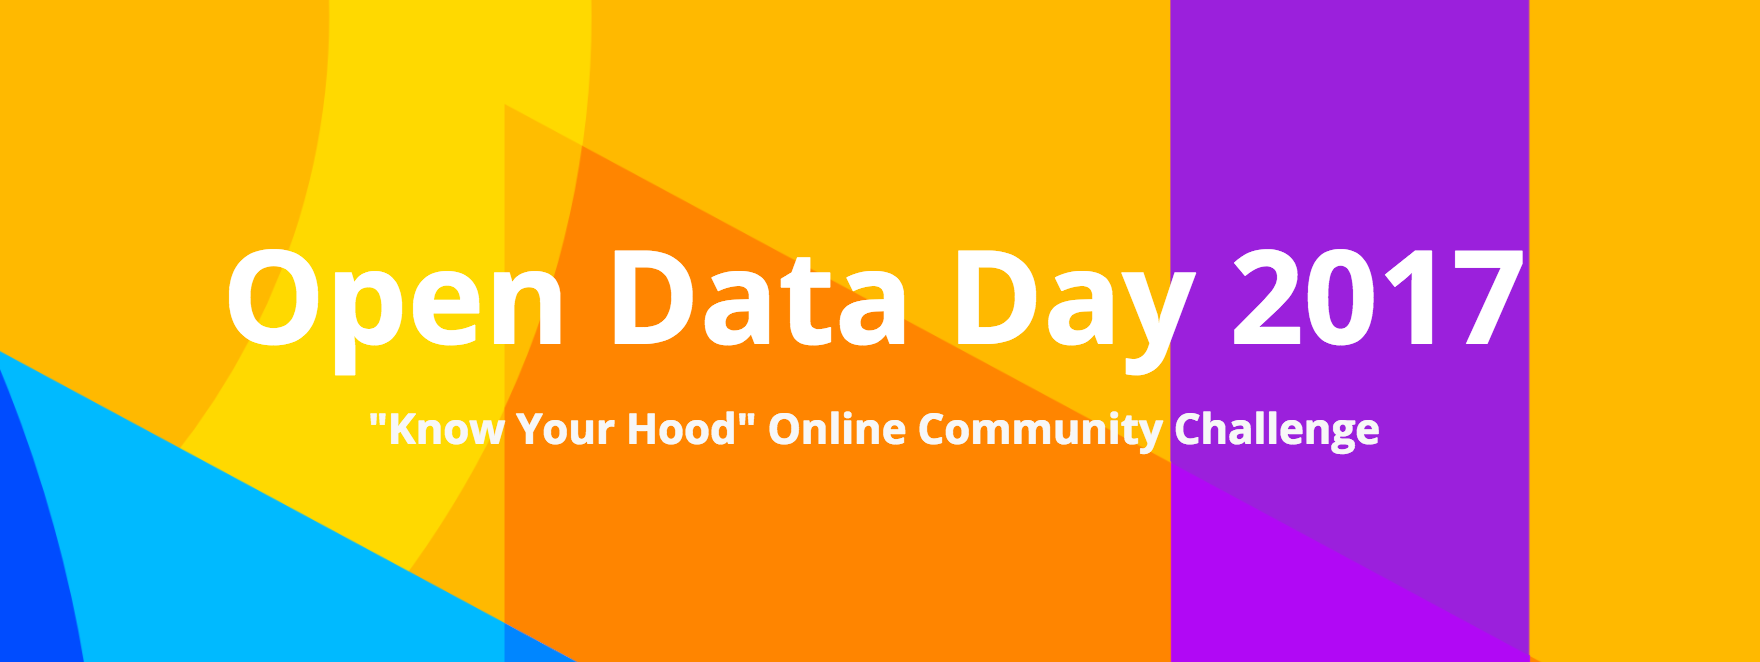 Open Data Day 2017
"Know Your Hood" Online Community Challenge